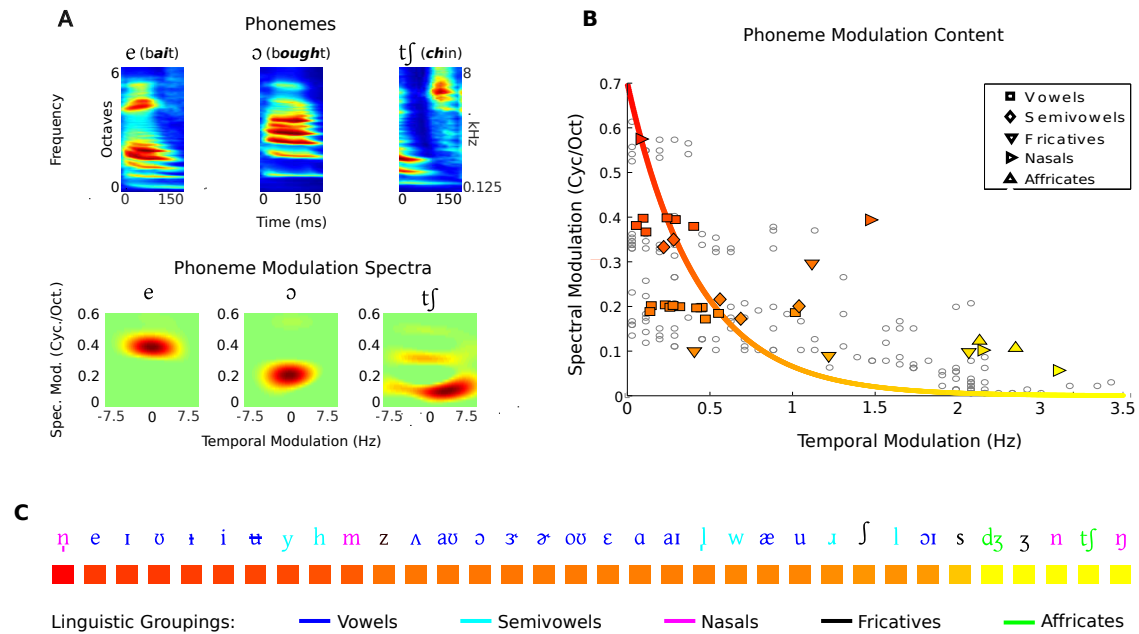 A
Phonemes
e (bait) ɔ (bought) tʃ (chin)
6 8
Frequency
Octaves
kHz
0 0.125
0 150 0 150 0 150
Time (ms)
Phoneme Modulation Spectra
e ɔ tʃ
Spec. Mod. (Cyc./Oct.)
0.6 0.6 0.6
0.4 0.4 0.4
0.2 0.2 0.2
0 0 0
-7.5 0 7.5 -7.5 0 7.5 -7.5 0 7.5
Temporal Modulation (Hz)
B
Phoneme Modulation Content
Spectral Modulation (Cyc/Oct)
0.7
0.6
0.5
0.4
0.3
0.2
0.1
0
Vowels
Semivowels
Fricatives
Nasals
Affricates
0 0.5 1 1.5 2 2.5 3 3.5
Temporal Modulation (Hz)
C
n̩ e ɪ ʊ ɨ i ʉ y h m z ʌ aʊ ɔ ɝ ɚ oʊ ɛ ɑ aɪ l̩ w æ u ɹ ʃ l ɔɪ s dʒ ʒ n tʃ ŋ
Linguistic Groupings: Vowels Semivowels Nasals Fricatives Affricates